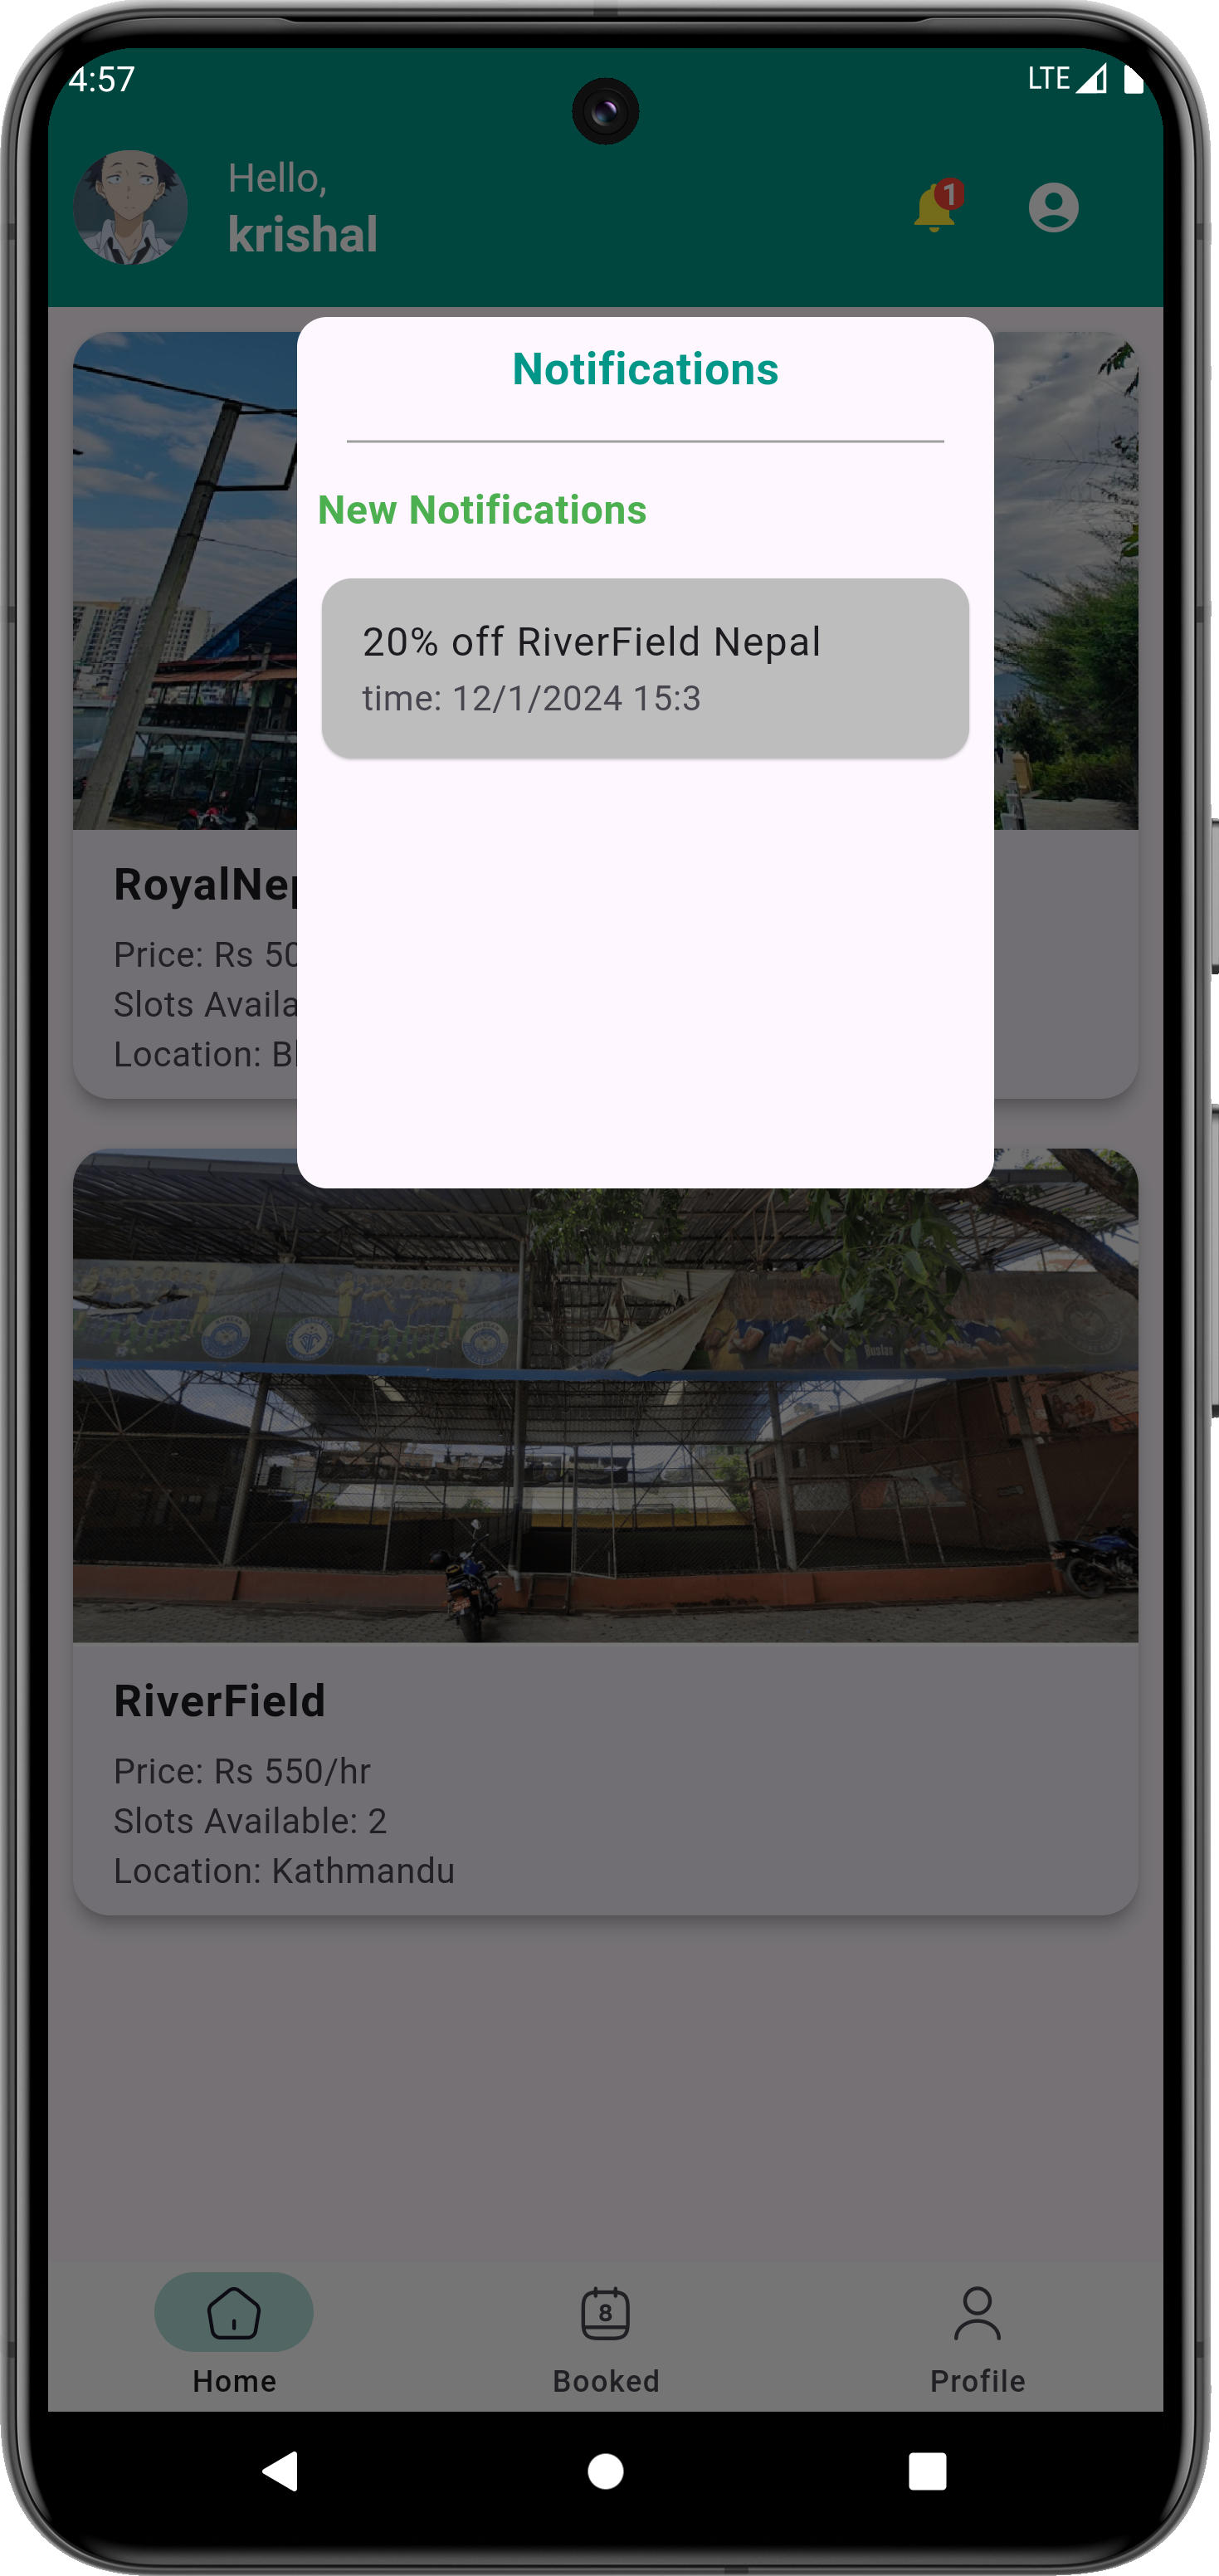 4:57
LTE
Hello,
krishal
1
Notifications
New Notifications
20% off RiverField Nepal
time: 12/1/2024 15:3
RoyalNep
Price: Rs 50
Slots Availa
Location: Bl
RiverField
Price: Rs 550/hr
Slots Available: 2
Location: Kathmandu
8
Home
Booked
Profile